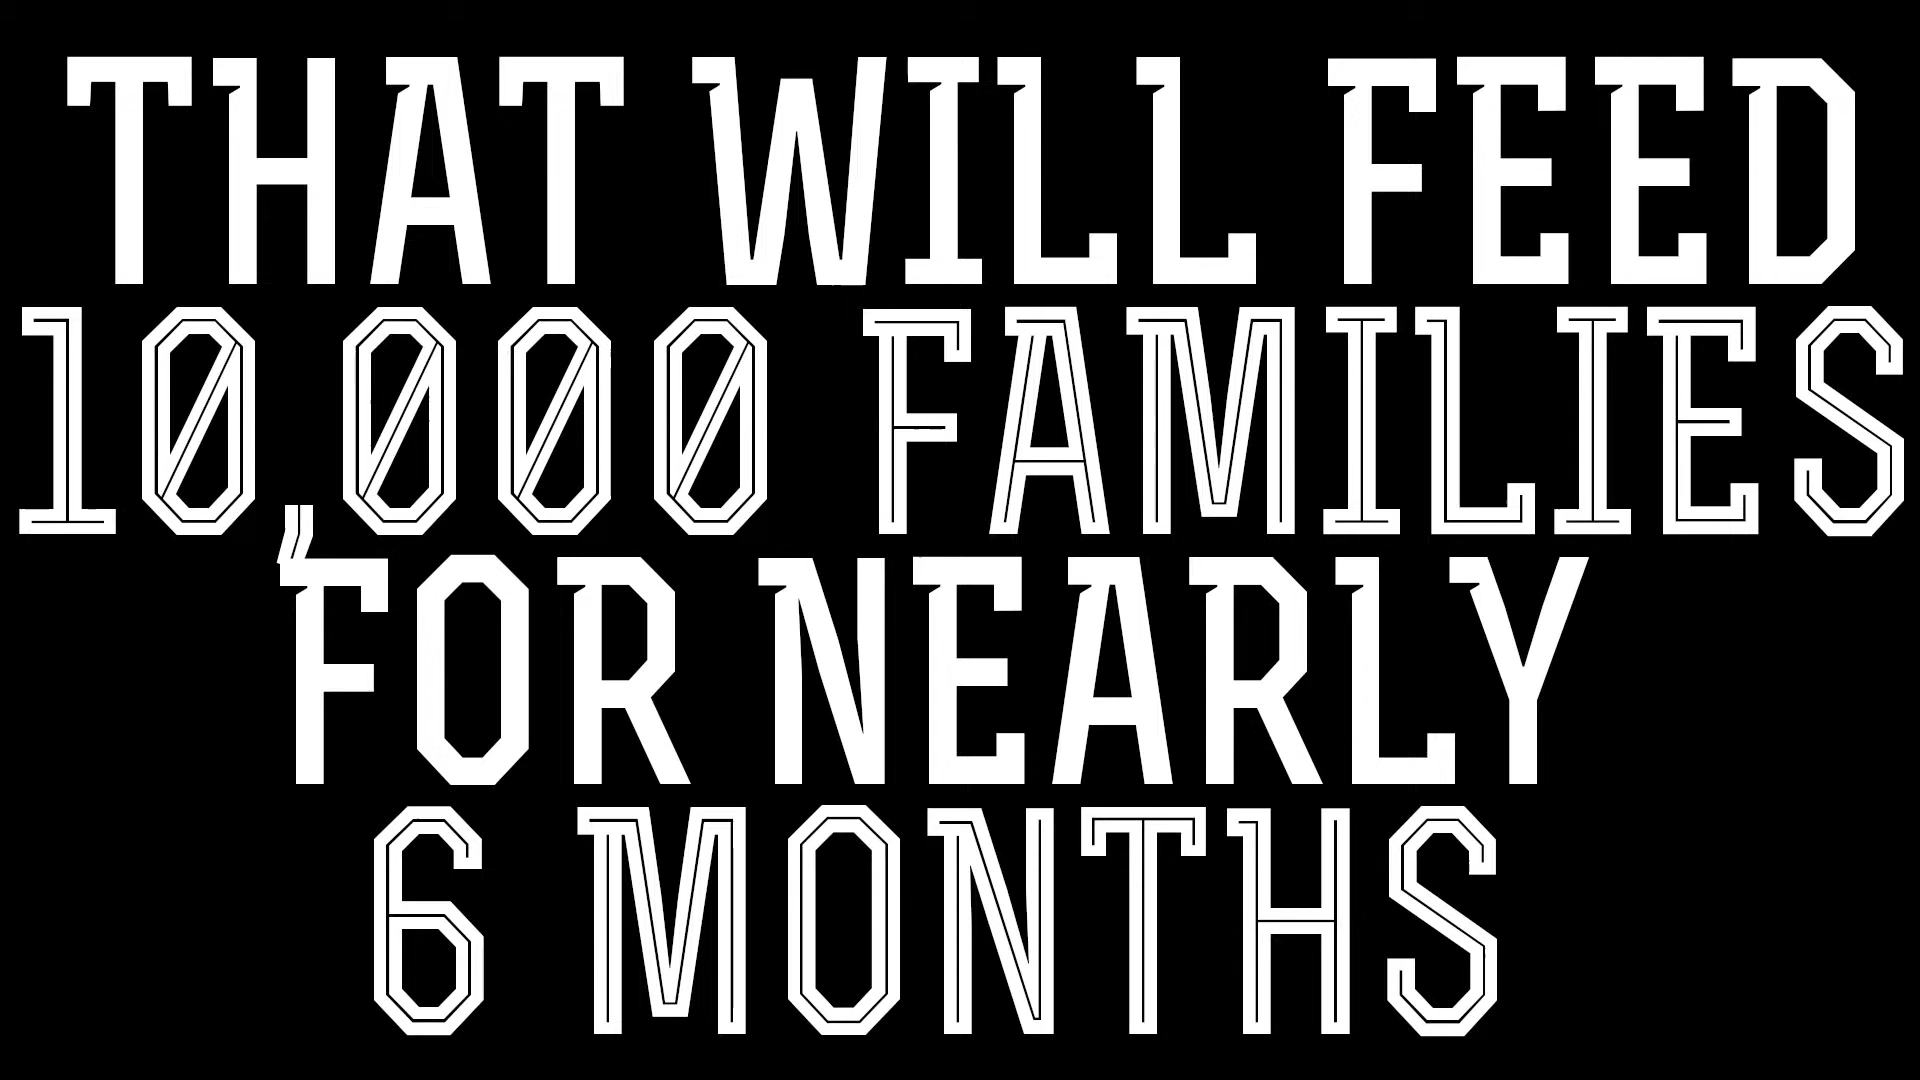 THAT WILL FEED
10,000 FAMILIES
FOR NEARLY
6 MONTHS